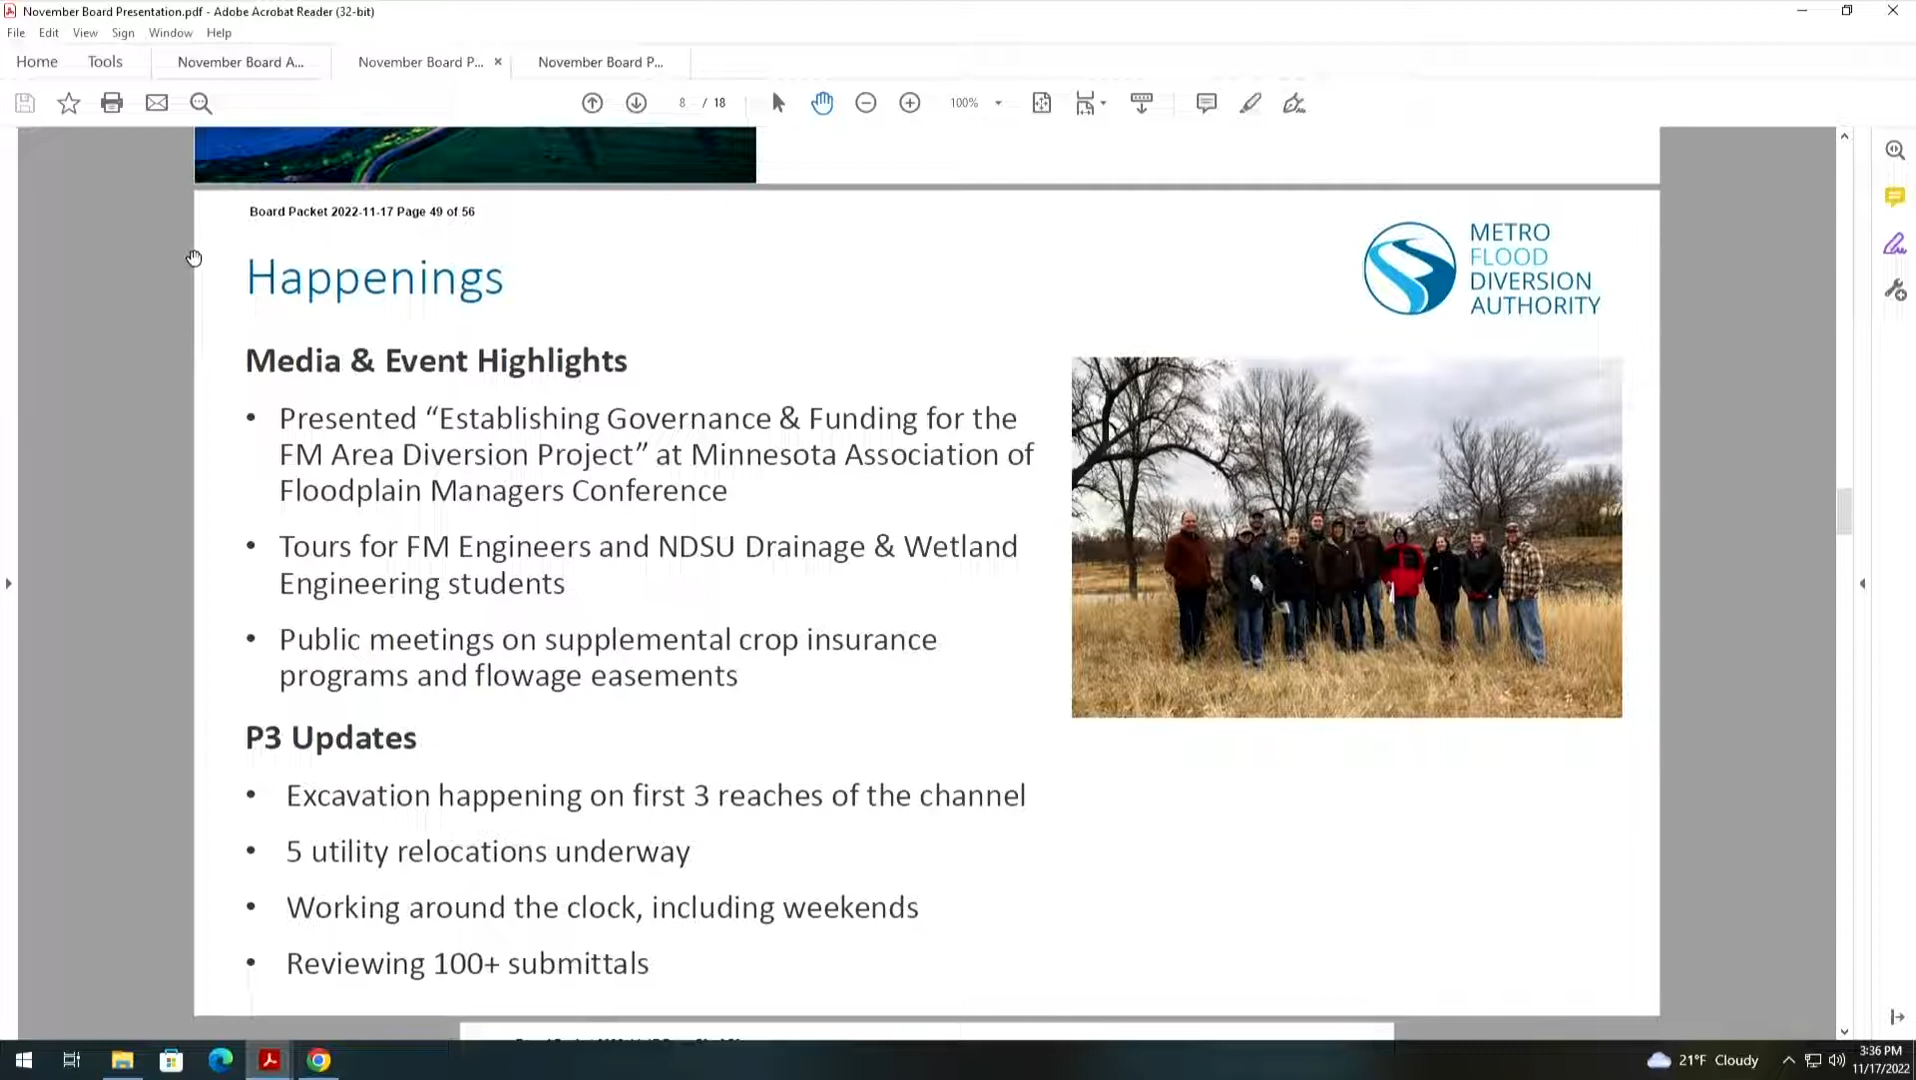 November Board Presentation.pdf - Adobe Acrobat Reader (32-bit)
File Edit View Sign Window Help
Home Tools November Board A... November Board P... × November Board P...
8 / 18 100%
Board Packet 2022-11-17 Page 49 of 56
METRO
FLOOD
DIVERSION
AUTHORITY
Happenings
Media & Event Highlights
• Presented “Establishing Governance & Funding for the
FM Area Diversion Project” at Minnesota Association of
Floodplain Managers Conference
• Tours for FM Engineers and NDSU Drainage & Wetland
Engineering students
• Public meetings on supplemental crop insurance
programs and flowage easements
P3 Updates
• Excavation happening on first 3 reaches of the channel
• 5 utility relocations underway
• Working around the clock, including weekends
• Reviewing 100+ submittals
21°F Cloudy
3:36 PM
11/17/2022